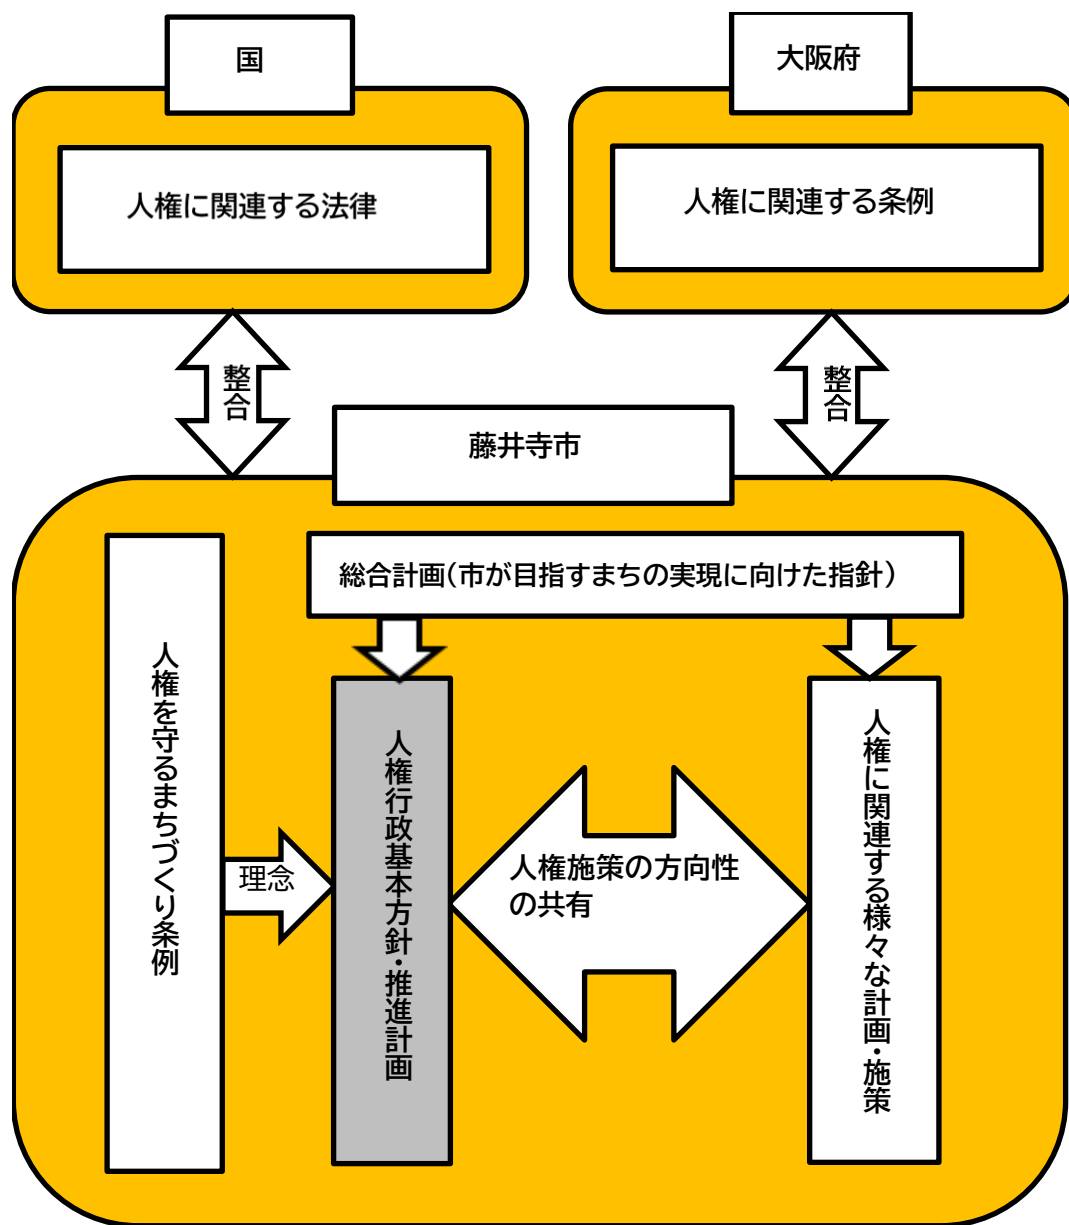 国
大阪府
人権に関連する法律
人権に関連する条例
整合
整合
藤井寺市
総合計画(市が目指すまちの実現に向けた指針)
人権を守るまちづくり条例
理念
人権行政基本方針・推進計画
人権施策の方向性
の共有
人権に関連する様々な計画・施策